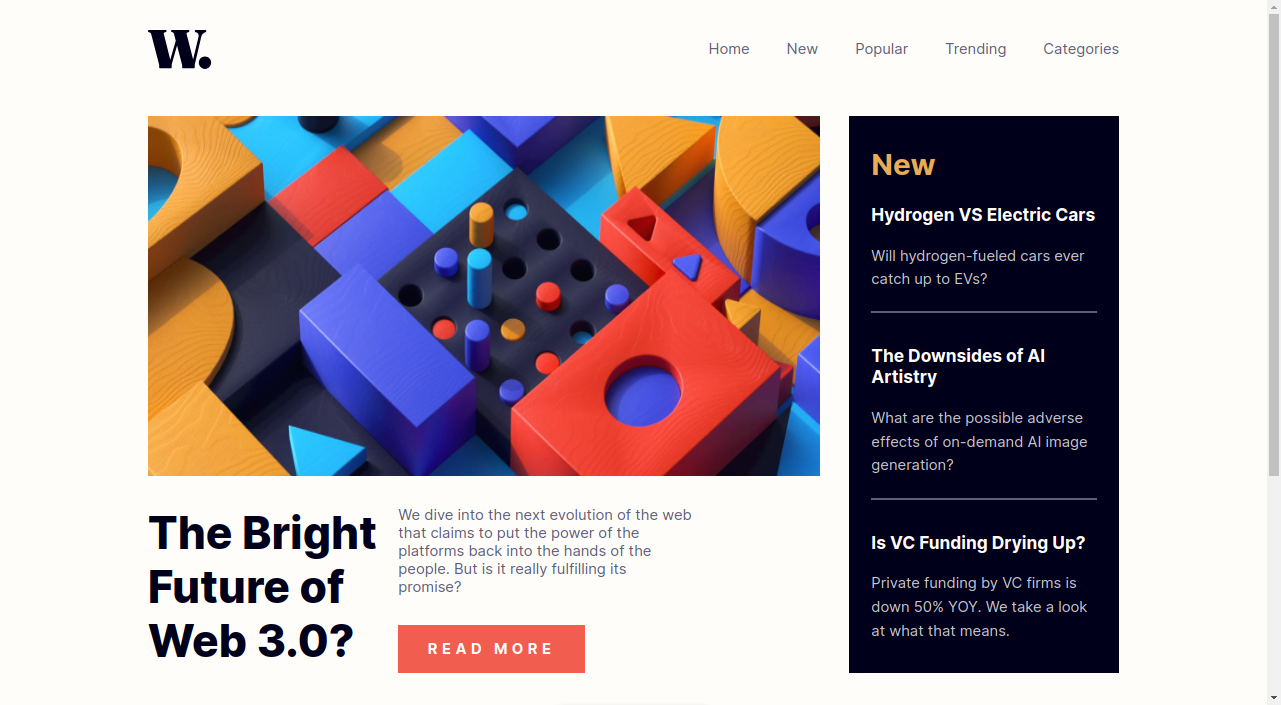 W.
Home New Popular Trending Categories
The Bright
Future of
Web 3.0?
We dive into the next evolution of the web
that claims to put the power of the
platforms back into the hands of the
people. But is it really fulfilling its
promise?
READ MORE
New
Hydrogen VS Electric Cars
Will hydrogen-fueled cars ever
catch up to EVs?
The Downsides of AI
Artistry
What are the possible adverse
effects of on-demand AI image
generation?
Is VC Funding Drying Up?
Private funding by VC firms is
down 50% YOY. We take a look
at what that means.